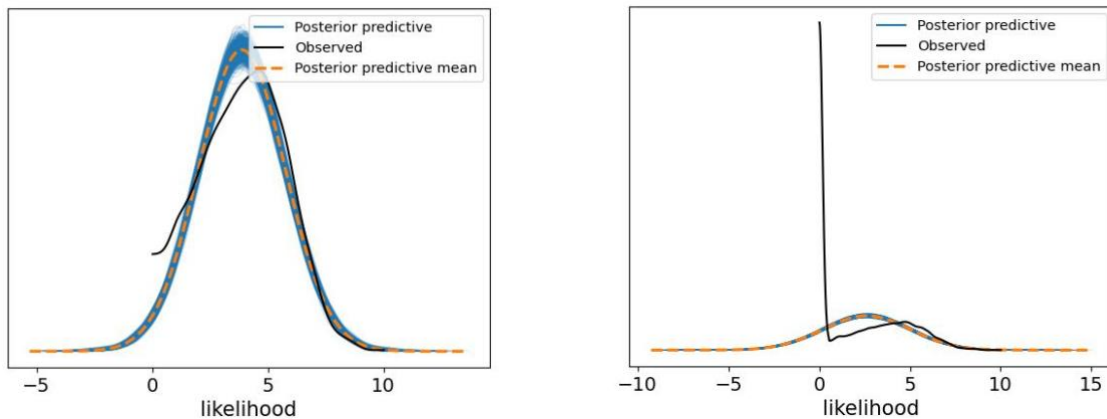 Posterior predictive
Observed
Posterior predictive mean
−5 0 5 10
likelihood
Posterior predictive
Observed
Posterior predictive mean
−10 −5 0 5 10 15
likelihood